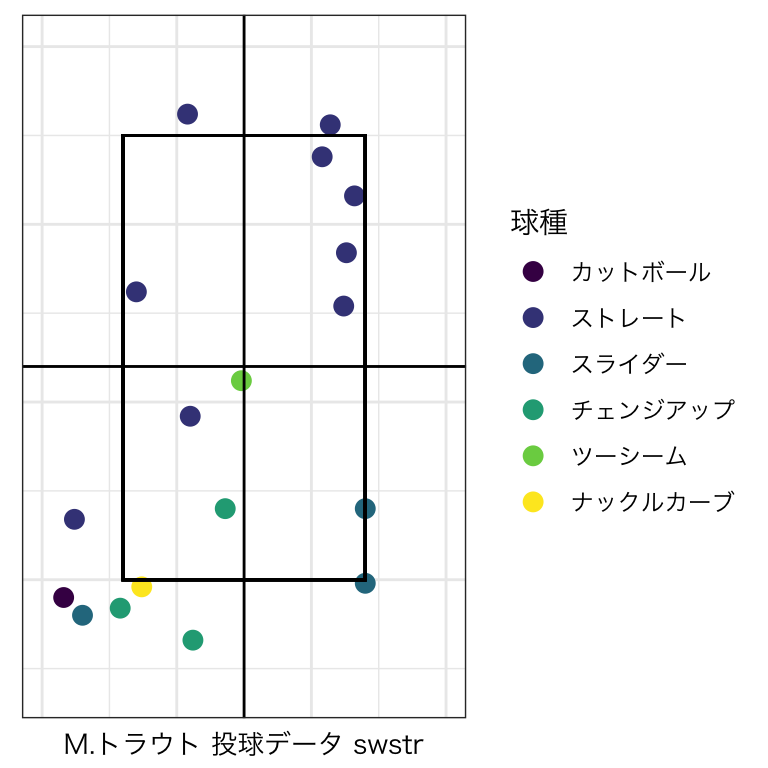 球種
カットボール
ストレート
スライダー
チェンジアップ
ツーシーム
ナックルカーブ
M.トラウト 投球データ swstr